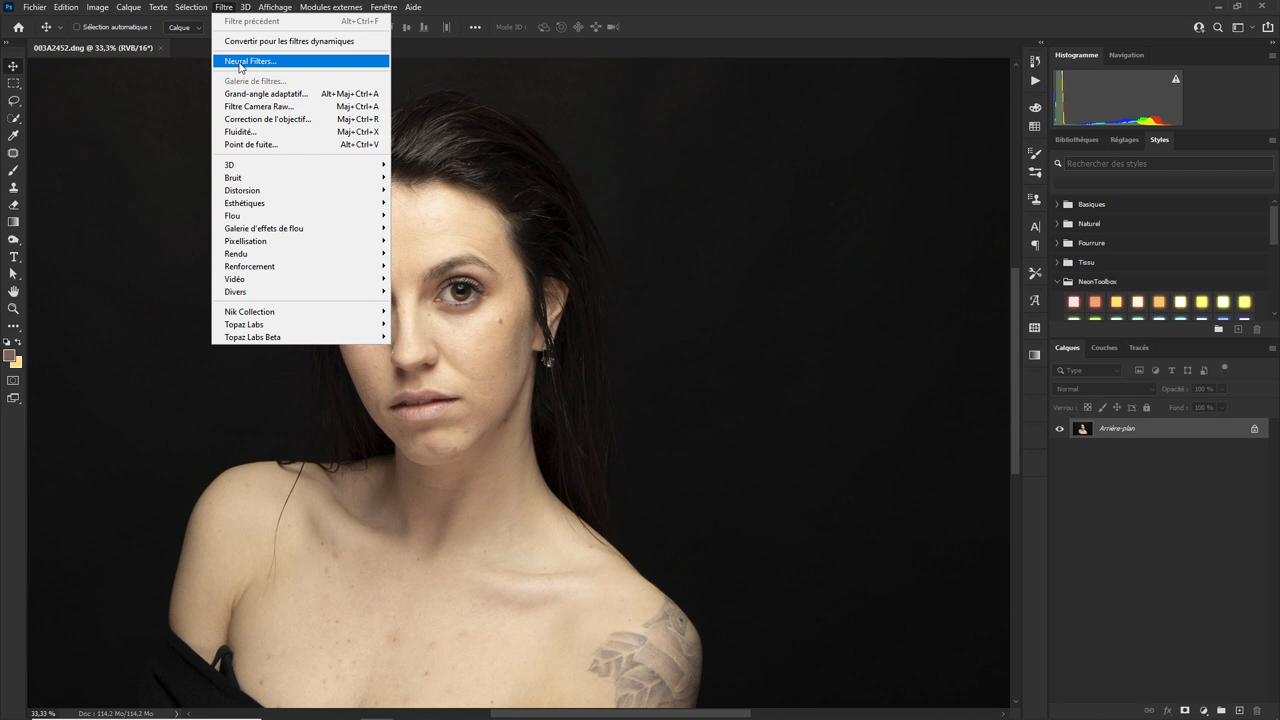 Ps Fichier Edition Image Calque Texte Sélection Filtre 3D Affichage Modules externes Fenêtre Aide
Sélection automatique : Calque Mode 3D :
003A2452.dng @ 33,3% (RVB/16*) ×
Filtre précédent Alt+Ctrl+F
Convertir pour les filtres dynamiques
Neural Filters...
Galerie de filtres...
Grand-angle adaptatif... Alt+Maj+Ctrl+A
Filtre Camera Raw... Maj+Ctrl+A
Correction de l'objectif... Maj+Ctrl+R
Fluidité... Maj+Ctrl+X
Point de fuite... Alt+Ctrl+V
3D
Bruit
Distorsion
Esthétiques
Flou
Galerie d'effets de flou
Pixellisation
Rendu
Renforcement
Vidéo
Divers
Nik Collection
Topaz Labs
Topaz Labs Beta
Histogramme Navigation
Bibliothèques Réglages Styles
Rechercher des styles
Basiques
Naturel
Fourrure
Tissu
NeonToolbox
Calques Couches Tracés
Type
Normal Opacité : 100 %
Verrou : Fond : 100 %
Arrière-plan
33,33 % Doc : 114,2 Mo/114,2 Mo